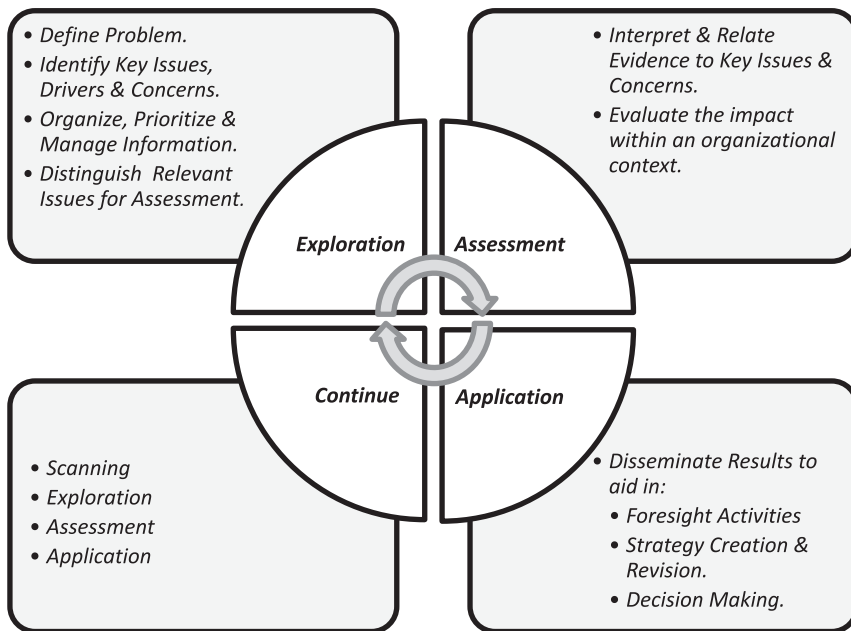 • Define Problem.
• Identify Key Issues,
Drivers & Concerns.
• Organize, Prioritize &
Manage Information.
• Distinguish Relevant
Issues for Assessment.
• Interpret & Relate
Evidence to Key Issues &
Concerns.
• Evaluate the impact
within an organizational
context.
Exploration
Assessment
Continue
Application
• Scanning
• Exploration
• Assessment
• Application
• Disseminate Results to
aid in:
• Foresight Activities
• Strategy Creation &
Revision.
• Decision Making.